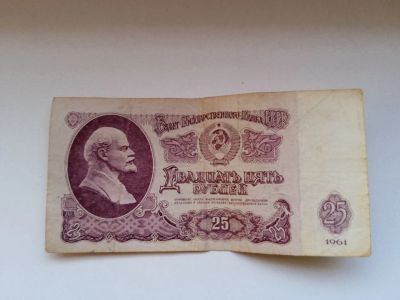 Билет Государственного Банка СССР
Двадцать пять
рублей
25
25
1961